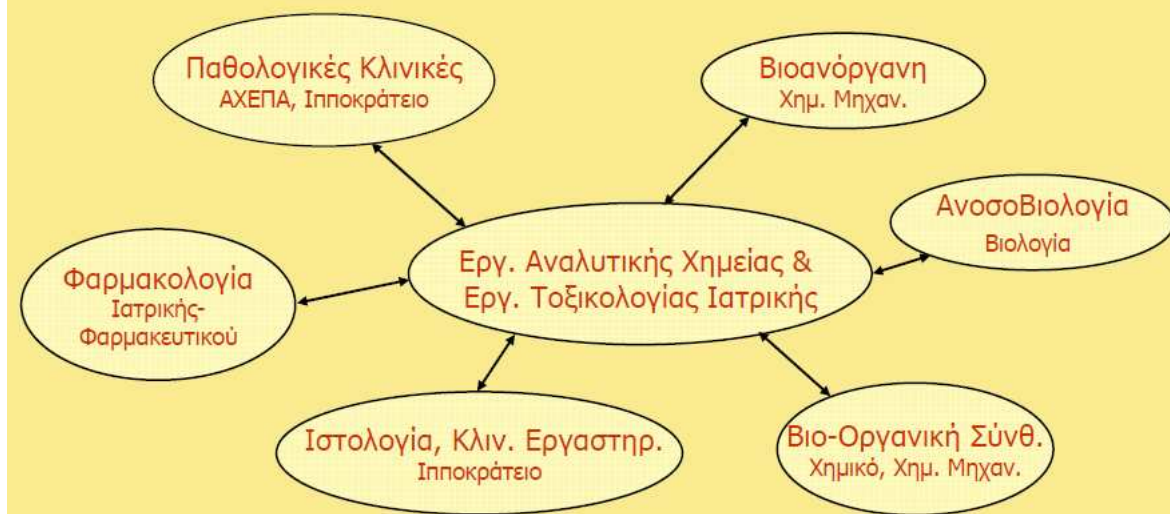 Παθολογικές Κλινικές
ΑΧΕΠΑ, Ιπποκράτειο
Βιοανόργανη
Χημ. Μηχαν.
ΑνοσοΒιολογία
Βιολογία
Εργ. Αναλυτικής Χημείας &
Εργ. Τοξικολογίας Ιατρικής
Φαρμακολογία
Ιατρικής-
Φαρμακευτικού
Ιστολογία, Κλιν. Εργαστηρ.
Ιπποκράτειο
Βιο-Οργανική Σύνθ.
Χημικό, Χημ. Μηχαν.